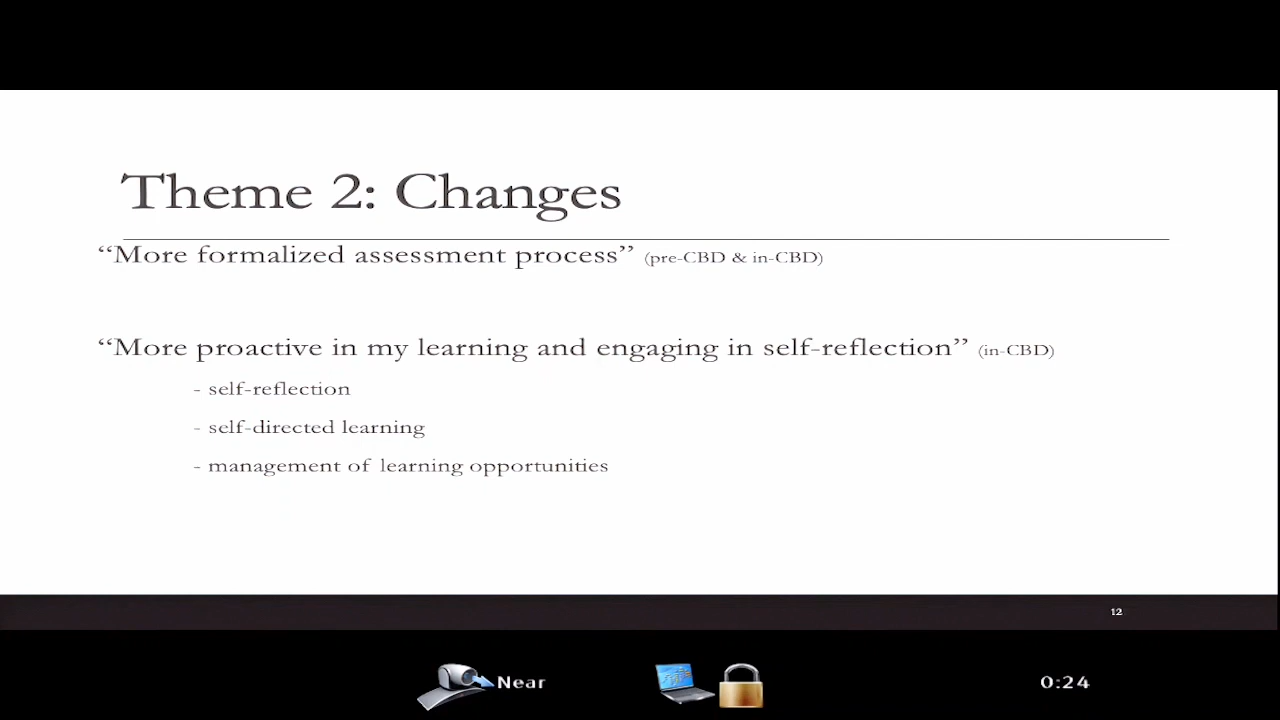 Theme 2: Changes
“More formalized assessment process” (pre-CBD & in-CBD)
“More proactive in my learning and engaging in self-reflection” (in-CBD)
- self-reflection
- self-directed learning
- management of learning opportunities
12
Near
0:24